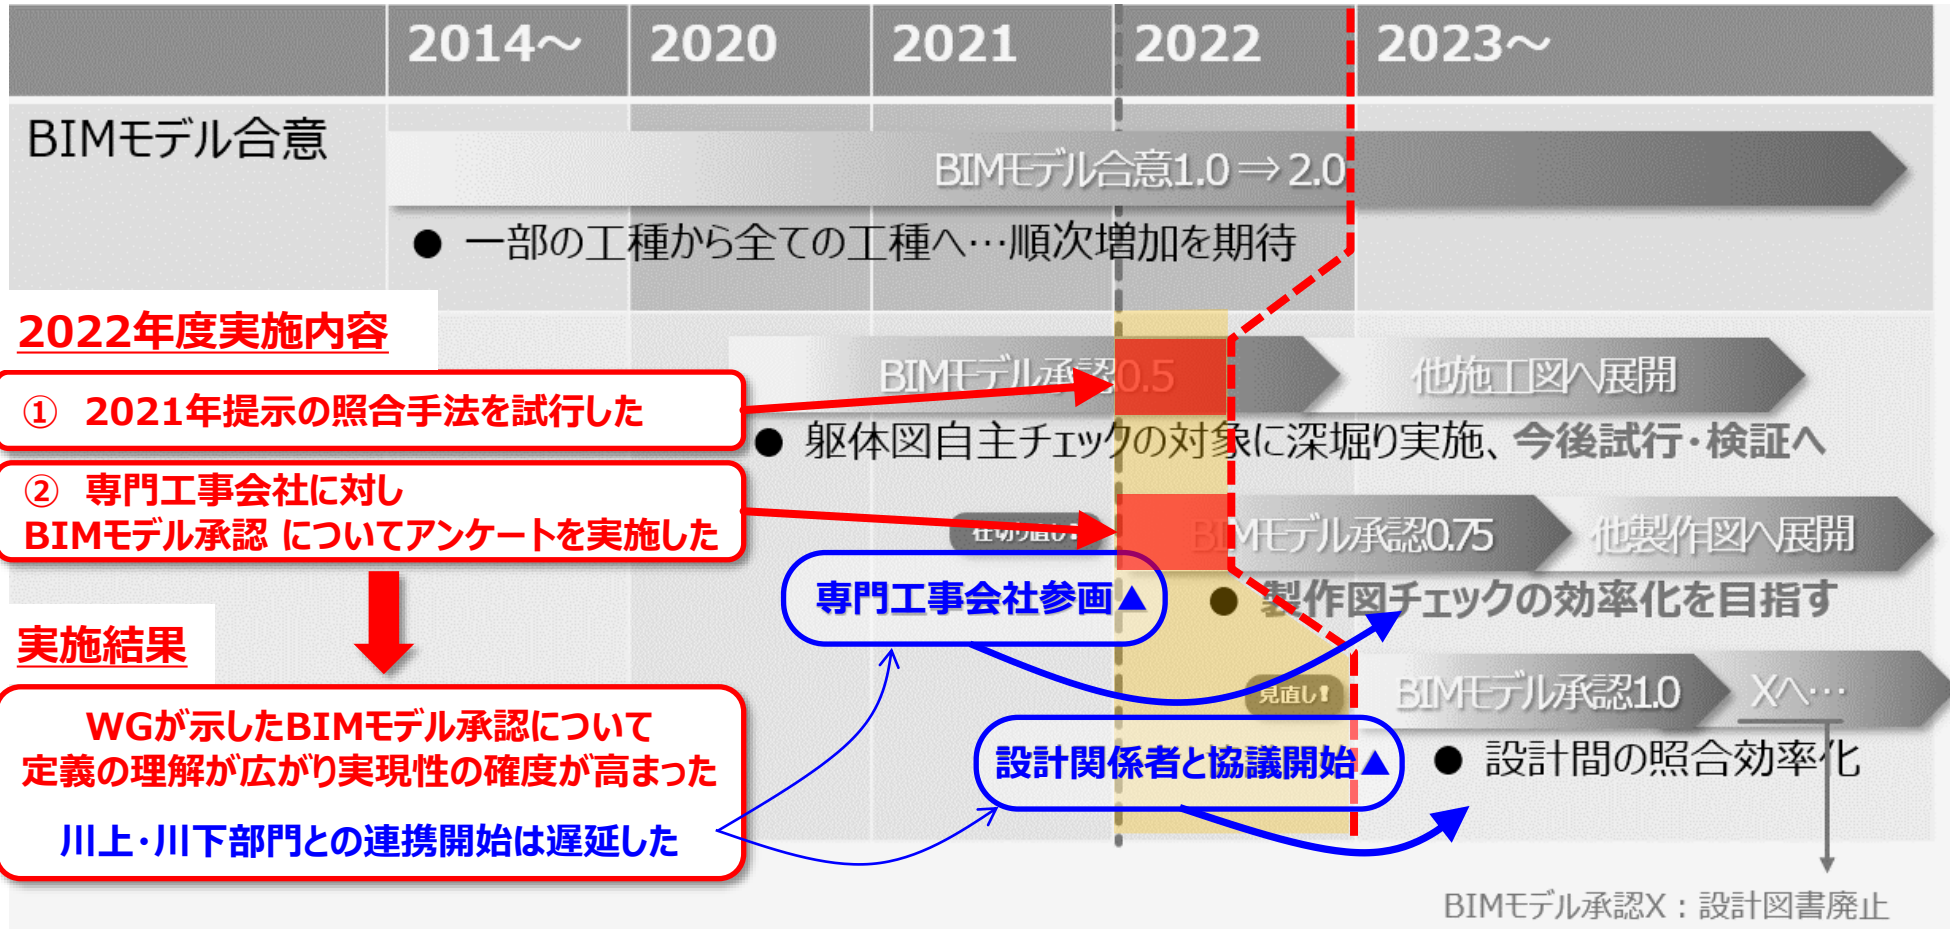 2014～ 2020 2021 2022 2023～
BIMモデル合意
BIMモデル合意1.0⇒2.0
● 一部の工種から全ての工種へ…順次増加を期待
2022年度実施内容
BIMモデル承認0.5
他施工図へ展開
① 2021年提示の照合手法を試行した
● 躯体図自主チェックの対象に深堀り実施、今後試行・検証へ
② 専門工事会社に対し
BIMモデル承認 についてアンケートを実施した
仕切り直し!
BIMモデル承認0.75
他製作図へ展開
専門工事会社参画▲
● 製作図チェックの効率化を目指す
実施結果
見直し!
BIMモデル承認1.0
Xへ…
WGが示したBIMモデル承認について
定義の理解が広がり実現性の確度が高まった
設計関係者と協議開始▲
● 設計間の照合効率化
川上・川下部門との連携開始は遅延した
BIMモデル承認X：設計図書廃止